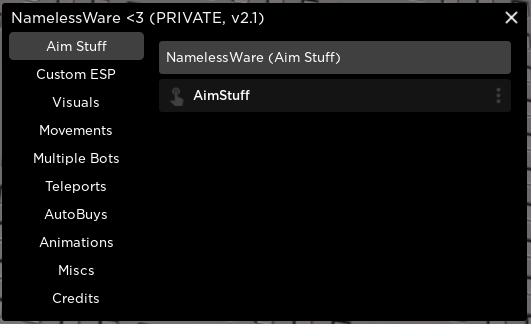 NamelessWare <3 (PRIVATE, v2.1)
Aim Stuff
Custom ESP
Visuals
Movements
Multiple Bots
Teleports
AutoBuys
Animations
Miscs
Credits
NamelessWare (Aim Stuff)
AimStuff